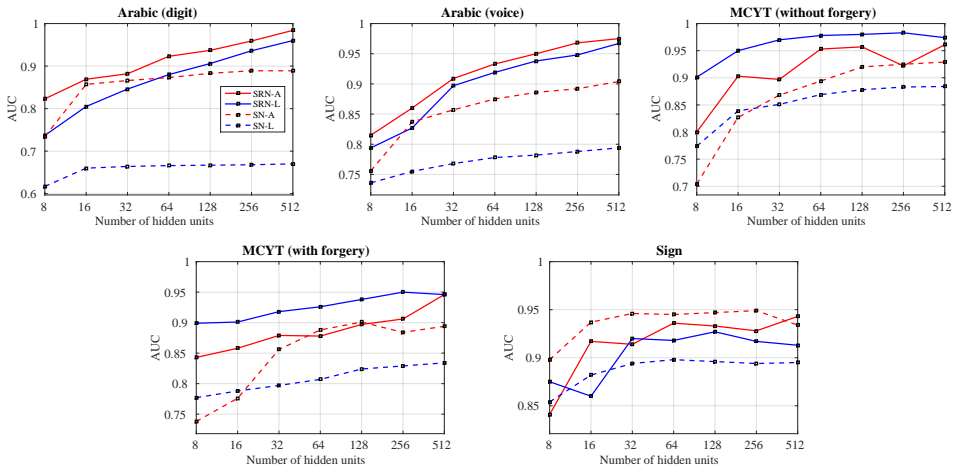 Arabic (digit)
1
0.9
0.8
0.7
0.6
AUC
SRN-A
SRN-L
SN-A
SN-L
8 16 32 64 128 256 512
Number of hidden units
Arabic (voice)
1
0.95
0.9
0.85
0.8
0.75
AUC
8 16 32 64 128 256 512
Number of hidden units
MCYT (without forgery)
1
0.95
0.9
0.85
0.8
0.75
0.7
AUC
8 16 32 64 128 256 512
Number of hidden units
MCYT (with forgery)
1
0.95
0.9
0.85
0.8
0.75
AUC
8 16 32 64 128 256 512
Number of hidden units
Sign
1
0.95
0.9
0.85
AUC
8 16 32 64 128 256 512
Number of hidden units